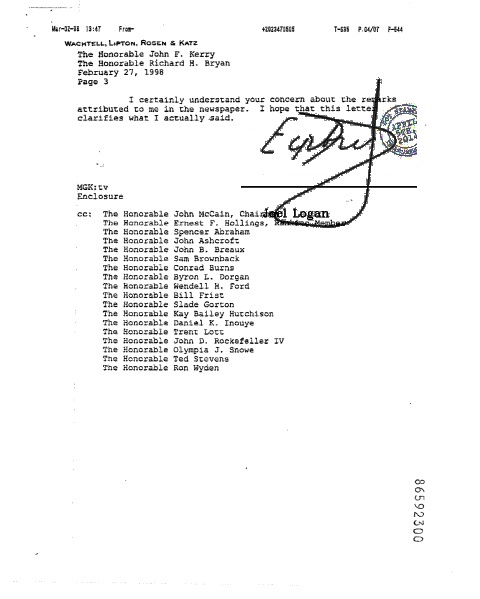 Mar-02-98 13:47 From- +2023470505 T-535 P.04/07 F-544
WACHTELL, LIPTON, ROSEN & KATZ
The Honorable John F. Kerry
The Honorable Richard H. Bryan
February 27, 1998
Page 3
I certainly understand your concern about the remarks
attributed to me in the newspaper. I hope that this letter
clarifies what I actually said.
APRIL
2014
MGK:tv
Enclosure
Joel Logan
cc: The Honorable John McCain, Chairman
The Honorable Ernest F. Hollings, Ranking Member
The Honorable Spencer Abraham
The Honorable John Ashcroft
The Honorable John B. Breaux
The Honorable Sam Brownback
The Honorable Conrad Burns
The Honorable Byron L. Dorgan
The Honorable Wendell H. Ford
The Honorable Bill Frist
The Honorable Slade Gorton
The Honorable Kay Bailey Hutchison
The Honorable Daniel K. Inouye
The Honorable Trent Lott
The Honorable John D. Rockefeller IV
The Honorable Olympia J. Snowe
The Honorable Ted Stevens
The Honorable Ron Wyden
86592300